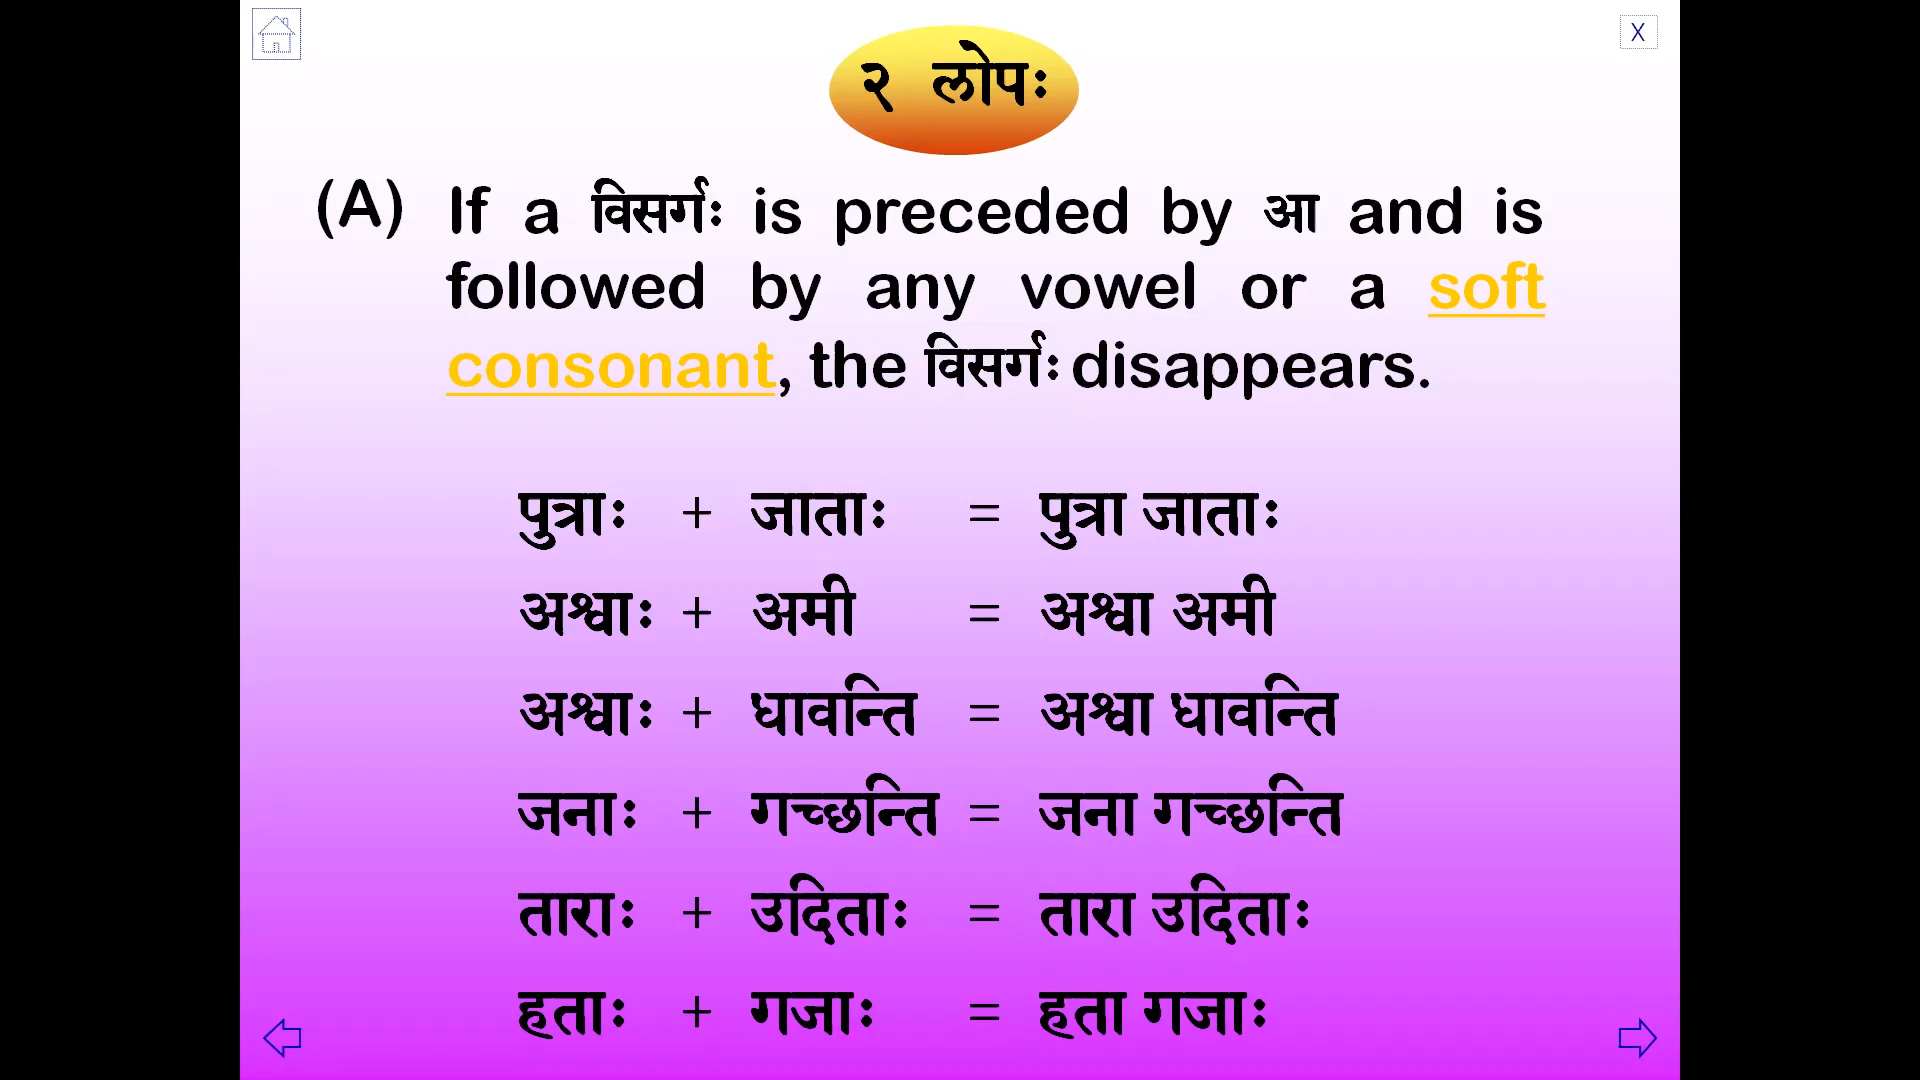 X
२ लोपः
(A) If a विसर्गः is preceded by आ and is
followed by any vowel or a soft
consonant, the विसर्गः disappears.
पुत्राः + जाताः = पुत्रा जाताः
अश्वाः + अमी = अश्वा अमी
अश्वाः + धावन्ति = अश्वा धावन्ति
जनाः + गच्छन्ति = जना गच्छन्ति
ताराः + उदिताः = तारा उदिताः
हताः + गजाः = हता गजाः